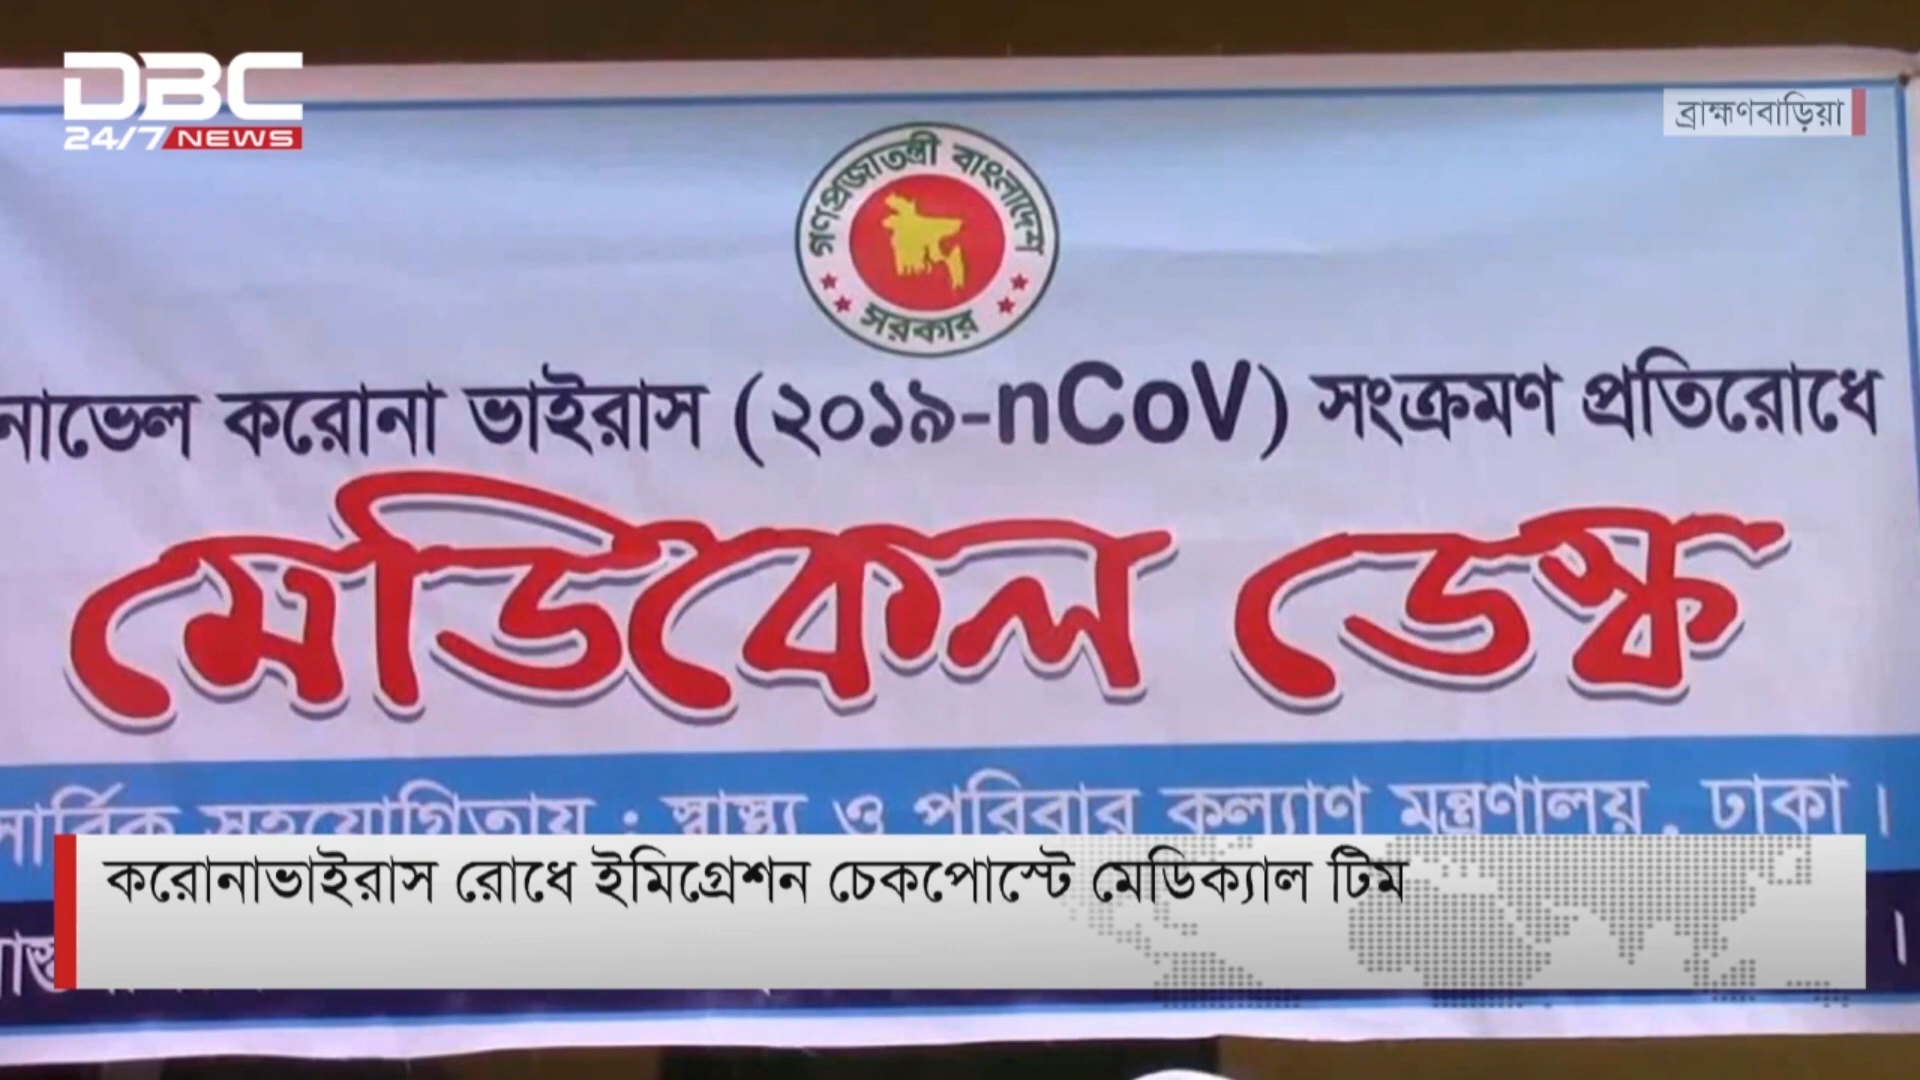 DBC
24/7 NEWS
ব্রাহ্মণবাড়িয়া
গণপ্রজাতন্ত্রী বাংলাদেশ
সরকার
নাভেল করোনা ভাইরাস (২০১৯-nCoV) সংক্রমণ প্রতিরোধে
মেডিকেল ডেস্ক
সার্বিক সহযোগিতায় : স্বাস্থ্য ও পরিবার কল্যাণ মন্ত্রণালয়, ঢাকা।
করোনাভাইরাস রোধে ইমিগ্রেশন চেকপোস্টে মেডিক্যাল টিম